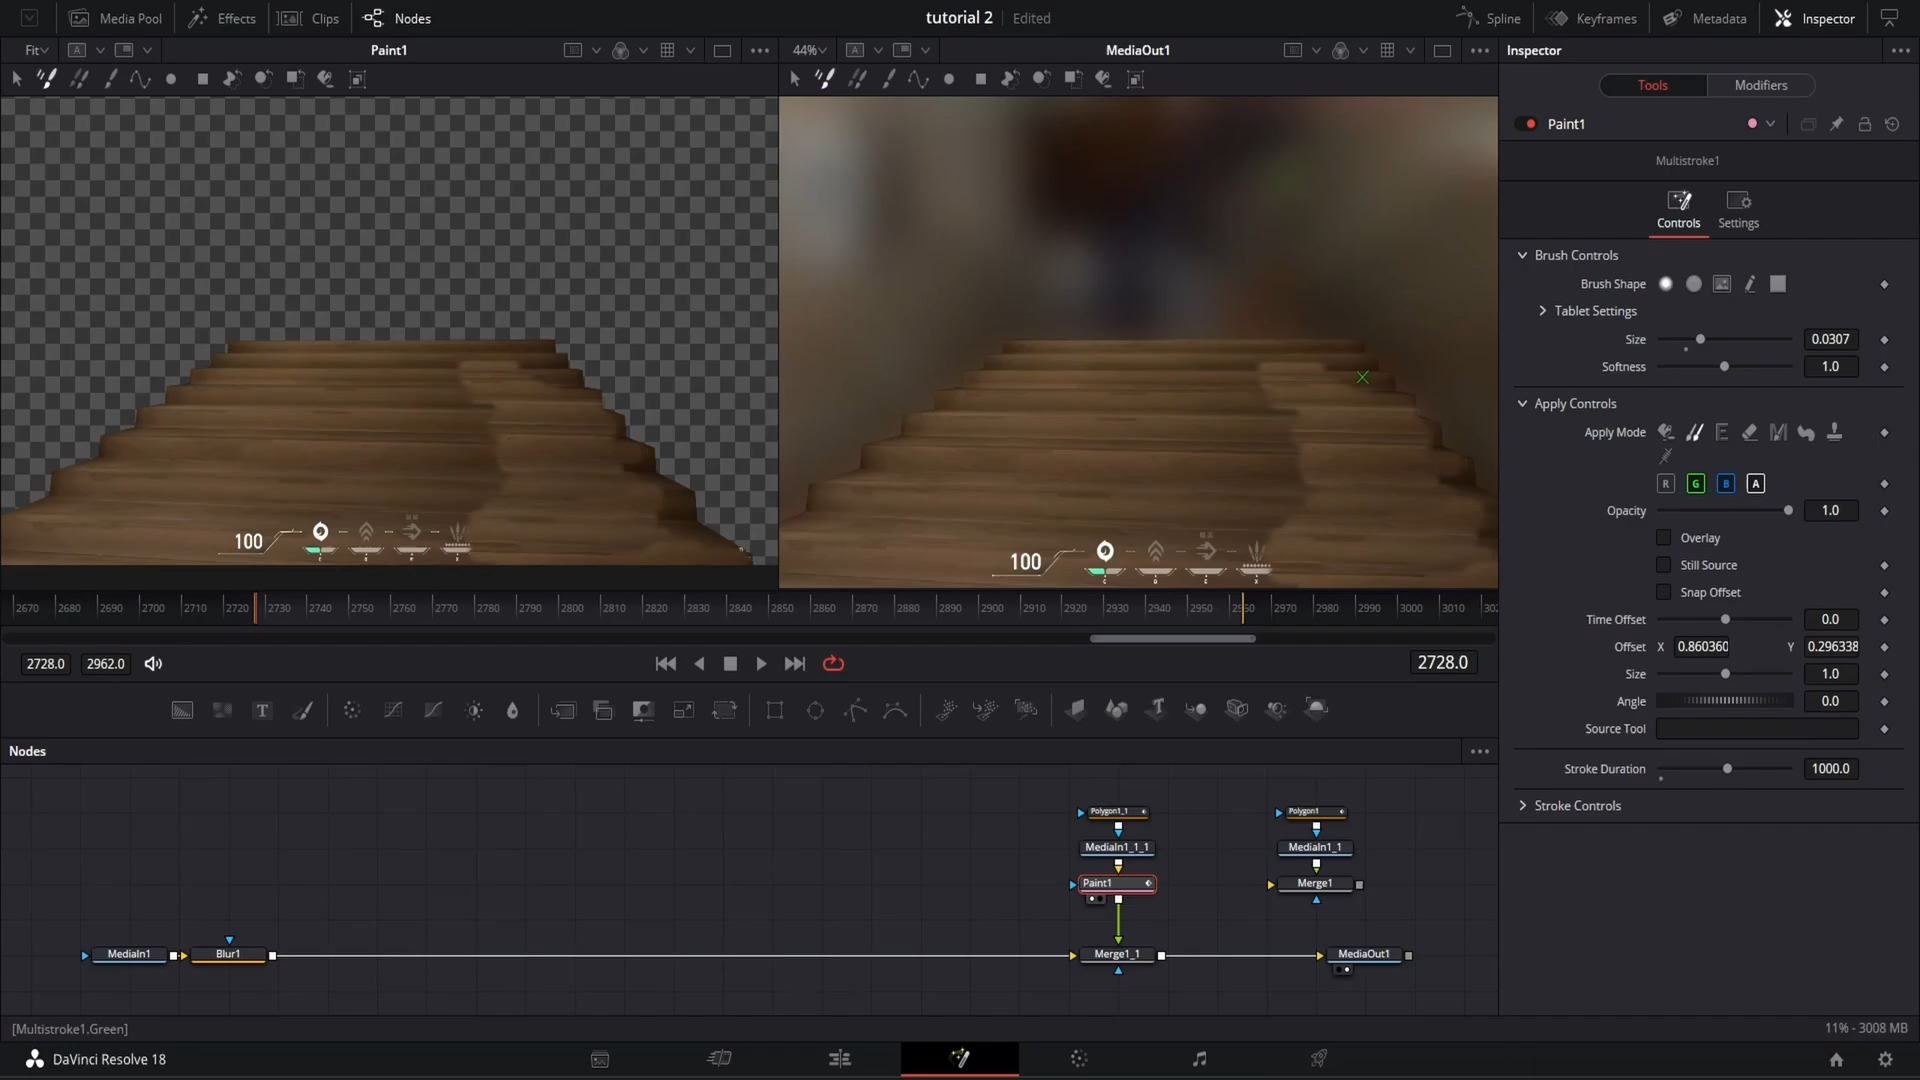 Media Pool Effects Clips Nodes tutorial 2 Edited Spline Keyframes Metadata Inspector
Fit A Paint1 44% A MediaOut1 Inspector
Tools Modifiers
Paint1
Multistroke1
Controls Settings
Brush Controls
Brush Shape
Tablet Settings
Size 0.0307
Softness 1.0
Apply Controls
Apply Mode E M
R G B A
Opacity 1.0
Overlay
Still Source
Snap Offset
Time Offset 0.0
Offset X 0.860360 Y 0.296338
Size 1.0
Angle 0.0
Source Tool
Stroke Duration 1000.0
Stroke Controls
100
100
2670 2680 2690 2700 2710 2720 2730 2740 2750 2760 2770 2780 2790 2800 2810 2820 2830 2840 2850 2860 2870 2880 2890 2900 2910 2920 2930 2940 2950 2960 2970 2980 2990 3000 3010
2728.0 2962.0 2728.0
T T
Nodes
Polygon1_1 Polygon1
MediaIn1_1_1 MediaIn1_1
Paint1 Merge1
MediaIn1 Blur1 Merge1_1 MediaOut1
[Multistroke1.Green] 11% - 3008 MB
DaVinci Resolve 18